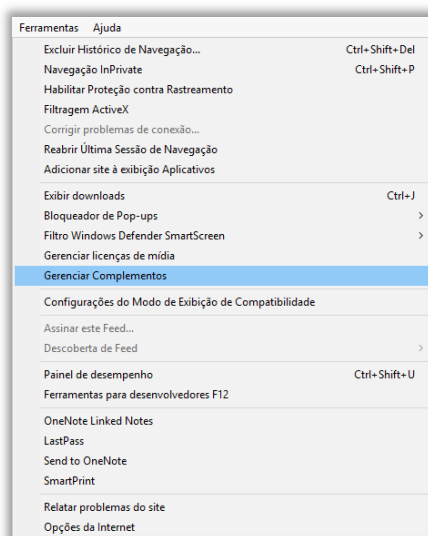 Ferramentas Ajuda
Excluir Histórico de Navegação... Ctrl+Shift+Del
Navegação InPrivate Ctrl+Shift+P
Habilitar Proteção contra Rastreamento
Filtragem ActiveX
Corrigir problemas de conexão...
Reabrir Última Sessão de Navegação
Adicionar site à exibição Aplicativos
Exibir downloads Ctrl+J
Bloqueador de Pop-ups
Filtro Windows Defender SmartScreen
Gerenciar licenças de mídia
Gerenciar Complementos
Configurações do Modo de Exibição de Compatibilidade
Assinar este Feed...
Descoberta de Feed
Painel de desempenho Ctrl+Shift+U
Ferramentas para desenvolvedores F12
OneNote Linked Notes
LastPass
Send to OneNote
SmartPrint
Relatar problemas do site
Opções da Internet